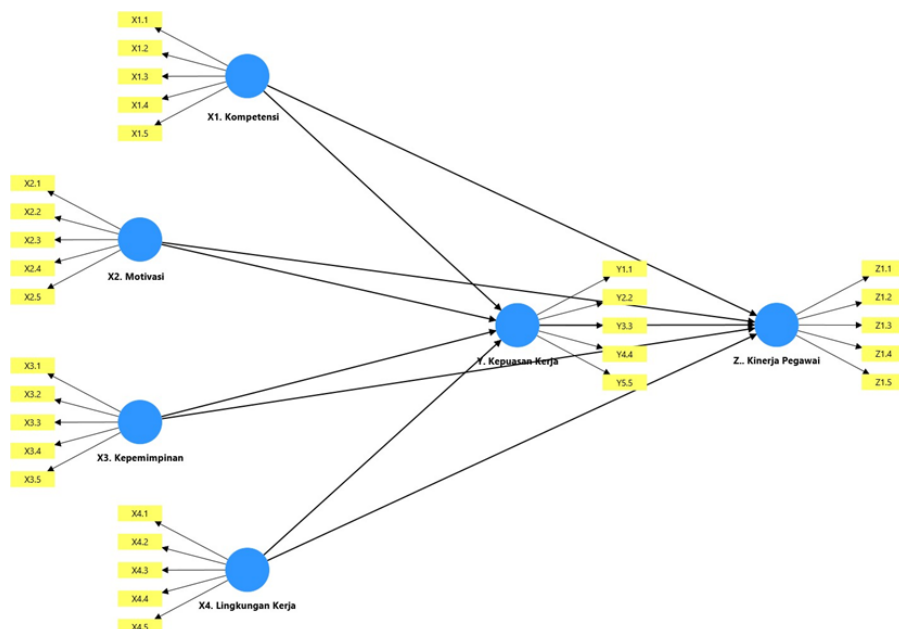 X1.1
X1.2
X1.3
X1.4
X1.5
X1. Kompetensi
X2.1
X2.2
X2.3
X2.4
X2.5
X2. Motivasi
Y1.1
Y2.2
Y3.3
Y4.4
Y5.5
Y. Kepuasan Kerja
Z1.1
Z1.2
Z1.3
Z1.4
Z1.5
Z.. Kinerja Pegawai
X3.1
X3.2
X3.3
X3.4
X3.5
X3. Kepemimpinan
X4.1
X4.2
X4.3
X4.4
X4.5
X4. Lingkungan Kerja